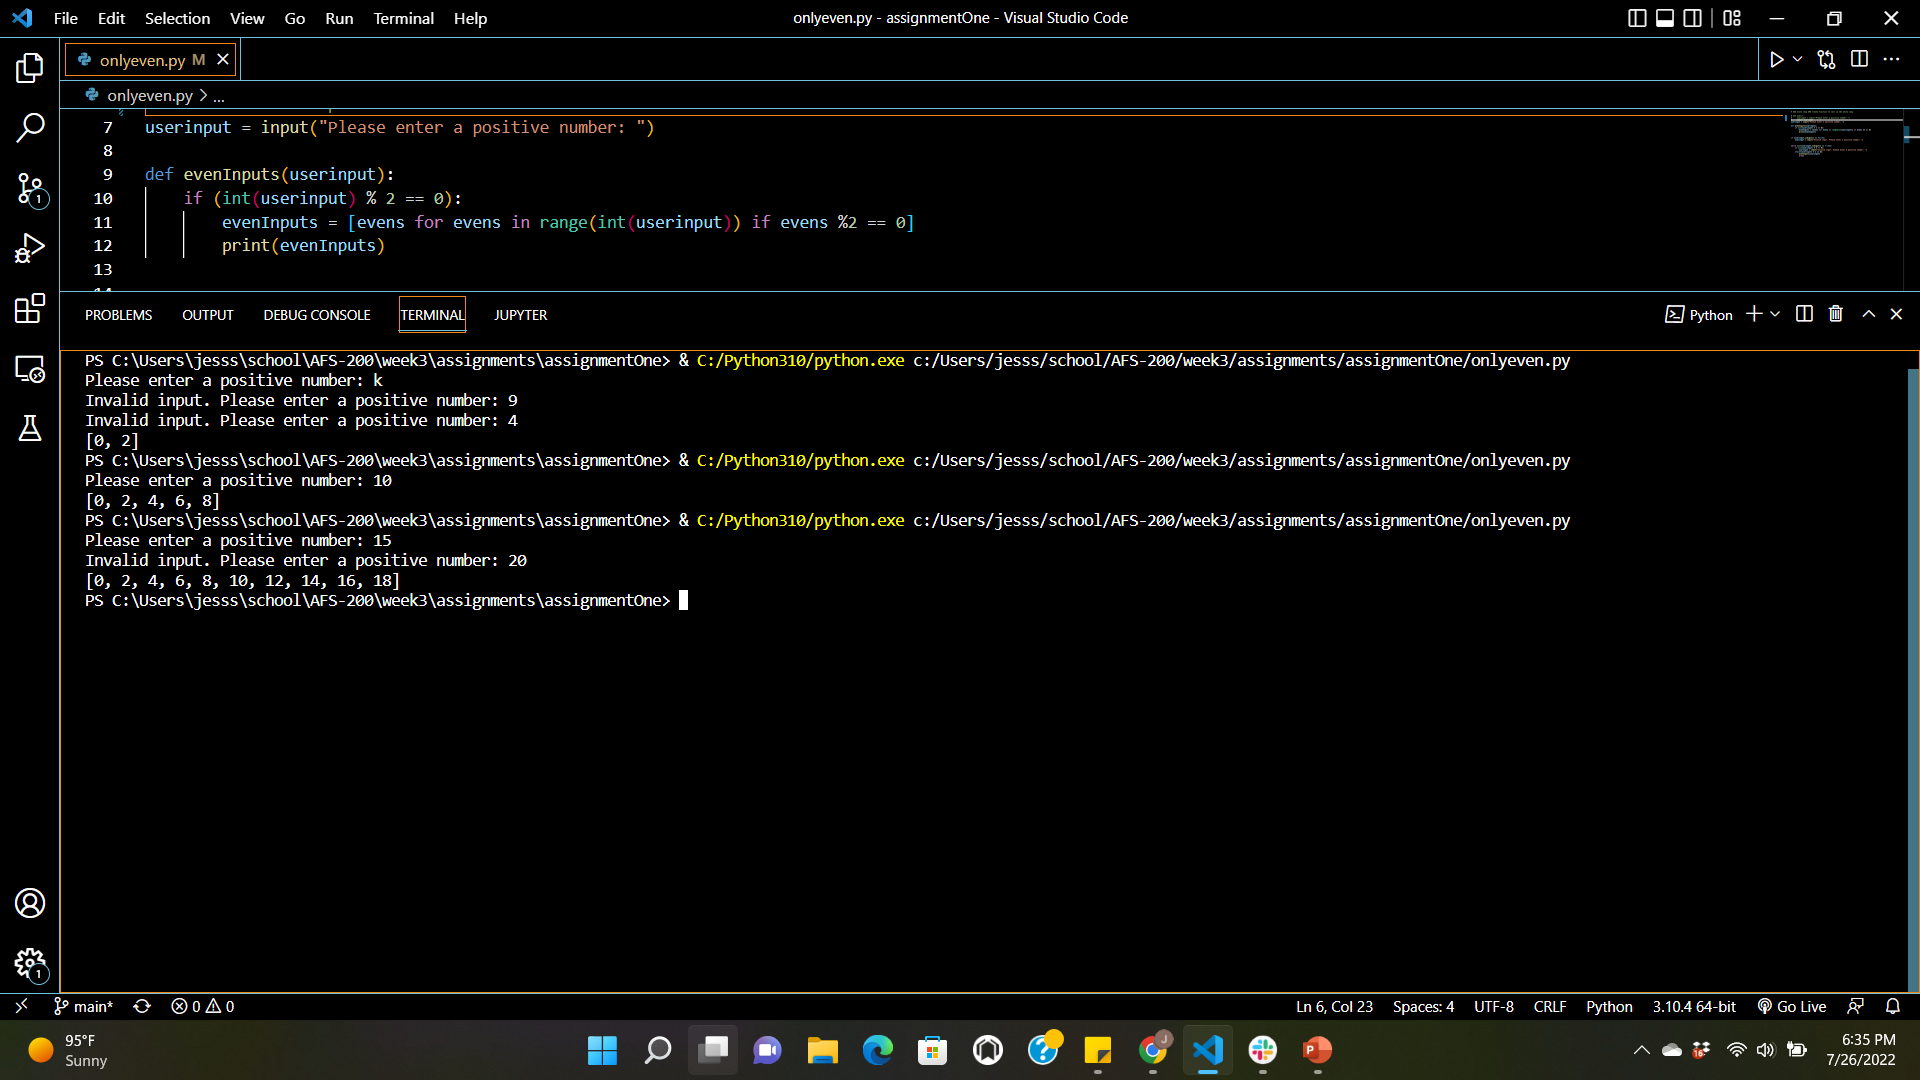 File Edit Selection View Go Run Terminal Help
onlyeven.py - assignmentOne - Visual Studio Code
onlyeven.py M
onlyeven.py > ...
7 userinput = input("Please enter a positive number: ")
8
9 def evenInputs(userinput):
10 if (int(userinput) % 2 == 0):
11 evenInputs = [evens for evens in range(int(userinput)) if evens %2 == 0]
12 print(evenInputs)
13
PROBLEMS OUTPUT DEBUG CONSOLE TERMINAL JUPYTER
Python
PS C:\Users\jesss\school\AFS-200\week3\assignments\assignmentOne> & C:/Python310/python.exe c:/Users/jesss/school/AFS-200/week3/assignments/assignmentOne/onlyeven.py
Please enter a positive number: k
Invalid input. Please enter a positive number: 9
Invalid input. Please enter a positive number: 4
[0, 2]
PS C:\Users\jesss\school\AFS-200\week3\assignments\assignmentOne> & C:/Python310/python.exe c:/Users/jesss/school/AFS-200/week3/assignments/assignmentOne/onlyeven.py
Please enter a positive number: 10
[0, 2, 4, 6, 8]
PS C:\Users\jesss\school\AFS-200\week3\assignments\assignmentOne> & C:/Python310/python.exe c:/Users/jesss/school/AFS-200/week3/assignments/assignmentOne/onlyeven.py
Please enter a positive number: 15
Invalid input. Please enter a positive number: 20
[0, 2, 4, 6, 8, 10, 12, 14, 16, 18]
PS C:\Users\jesss\school\AFS-200\week3\assignments\assignmentOne>
1
1
main* 0 0
Ln 6, Col 23 Spaces: 4 UTF-8 CRLF Python 3.10.4 64-bit Go Live
95°F
Sunny
J
P
16
6:35 PM
7/26/2022